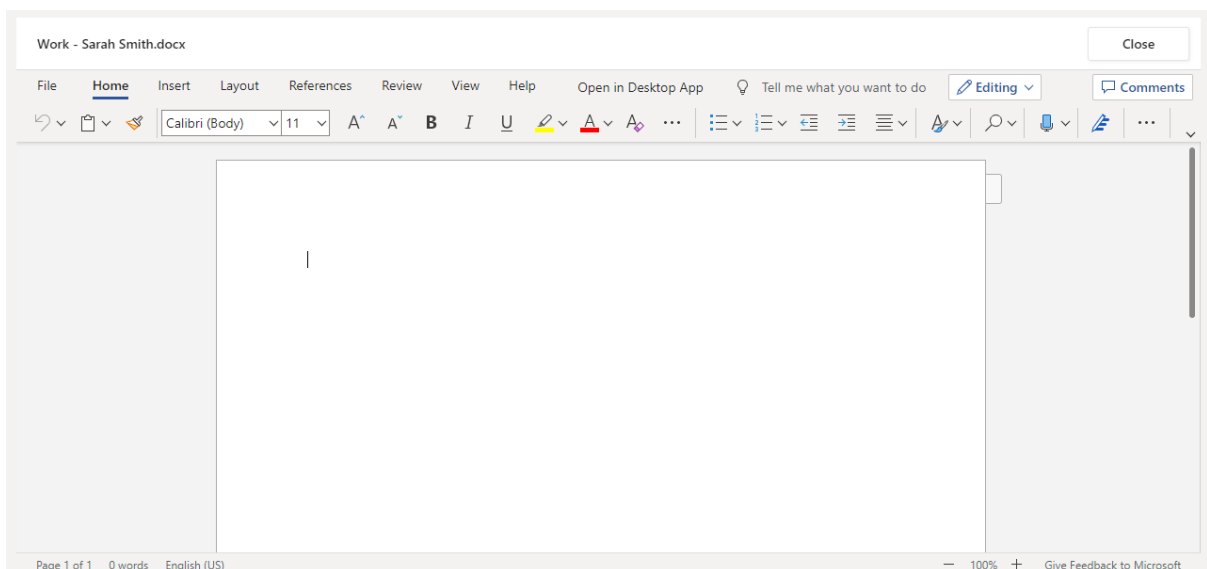 Work - Sarah Smith.docx Close
File Home Insert Layout References Review View Help Open in Desktop App Tell me what you want to do Editing Comments
Calibri (Body) 11 A A B I U A A
Page 1 of 1 0 words English (US) 100% Give Feedback to Microsoft